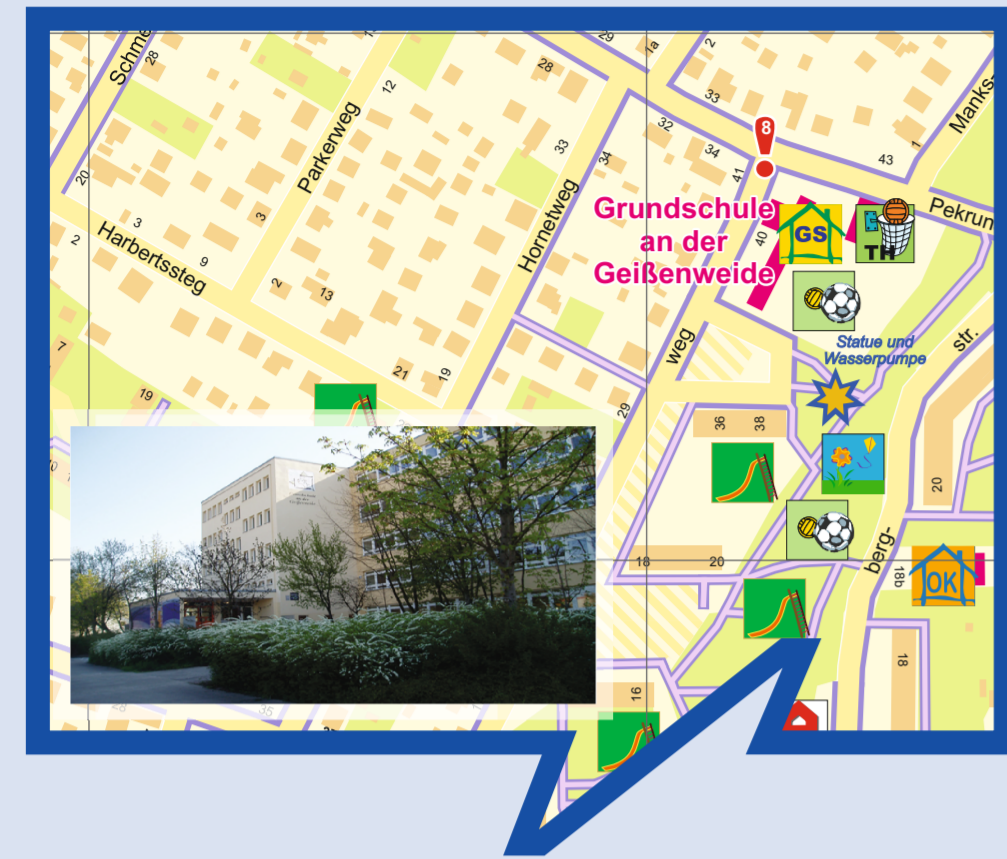 Schme
28
29
1a
2
28
12
33
Manks-
1
Parkerweg
33
32
34
34
41
8
43
20
3
3
2
Harbertssteg
9
2
13
Hornetweg
Grundschule
an der
Geißenweide
40
GS
TH
Pekrun
Statue und
Wasserpumpe
str.
weg
7
19
21
19
29
36
38
20
berg-
18
20
18b
OK
18
16
28
35